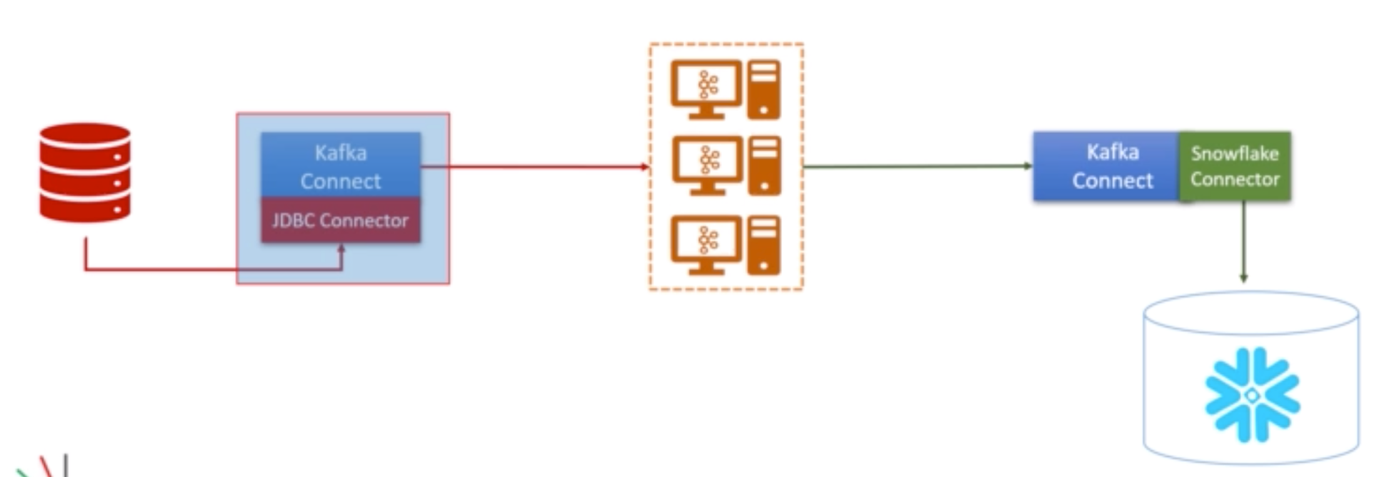 Kafka
Connect
JDBC Connector
Kafka
Connect
Snowflake
Connector